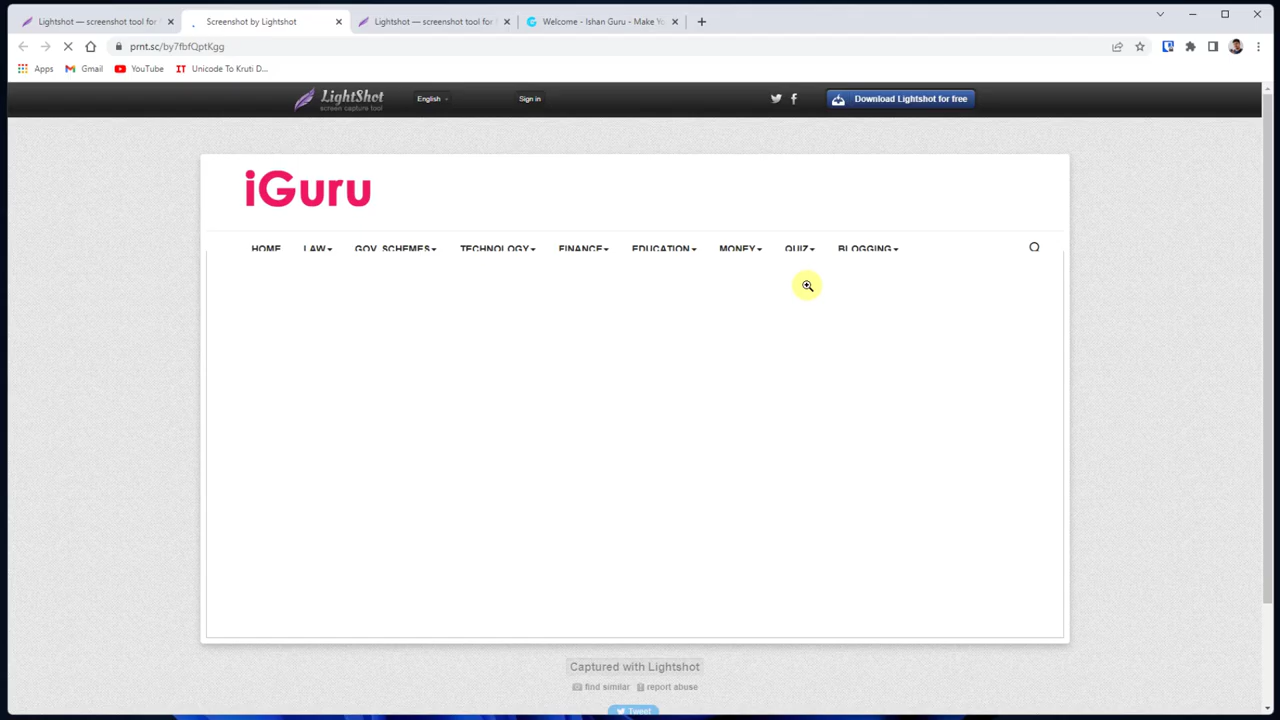 Lightshot — screenshot tool for
Screenshot by Lightshot
Lightshot — screenshot tool for
Welcome - Ishan Guru - Make Yo
prnt.sc/by7fbfQptKgg
Apps
Gmail
YouTube
Unicode To Kruti D...
LightShot
screen capture tool
English
Sign in
Download Lightshot for free
iGuru
HOME
LAW
GOV SCHEMES
TECHNOLOGY
FINANCE
EDUCATION
MONEY
QUIZ
BLOGGING
Captured with Lightshot
find similar
report abuse
Tweet